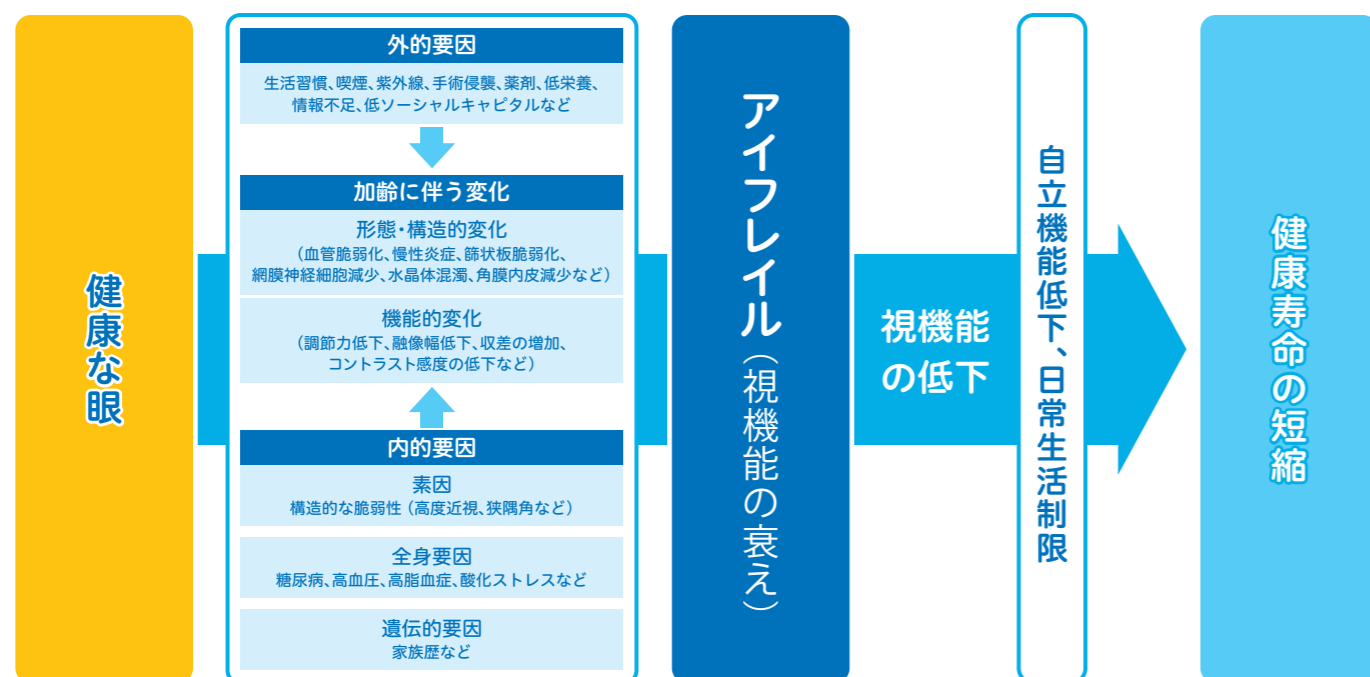 健康な眼
外的要因
生活習慣、喫煙、紫外線、手術侵襲、薬剤、低栄養、
情報不足、低ソーシャルキャピタルなど
加齢に伴う変化
形態・構造的変化
（血管脆弱化、慢性炎症、篩状板脆弱化、
網膜神経細胞減少、水晶体混濁、角膜内皮減少など）
機能的変化
（調節力低下、融像幅低下、収差の増加、
コントラスト感度の低下など）
内的要因
素因
構造的な脆弱性（高度近視、狭隅角など）
全身要因
糖尿病、高血圧、高脂血症、酸化ストレスなど
遺伝的要因
家族歴など
アイフレイル（視機能の衰え）
視機能
の低下
自立機能低下、日常生活制限
健康寿命の短縮